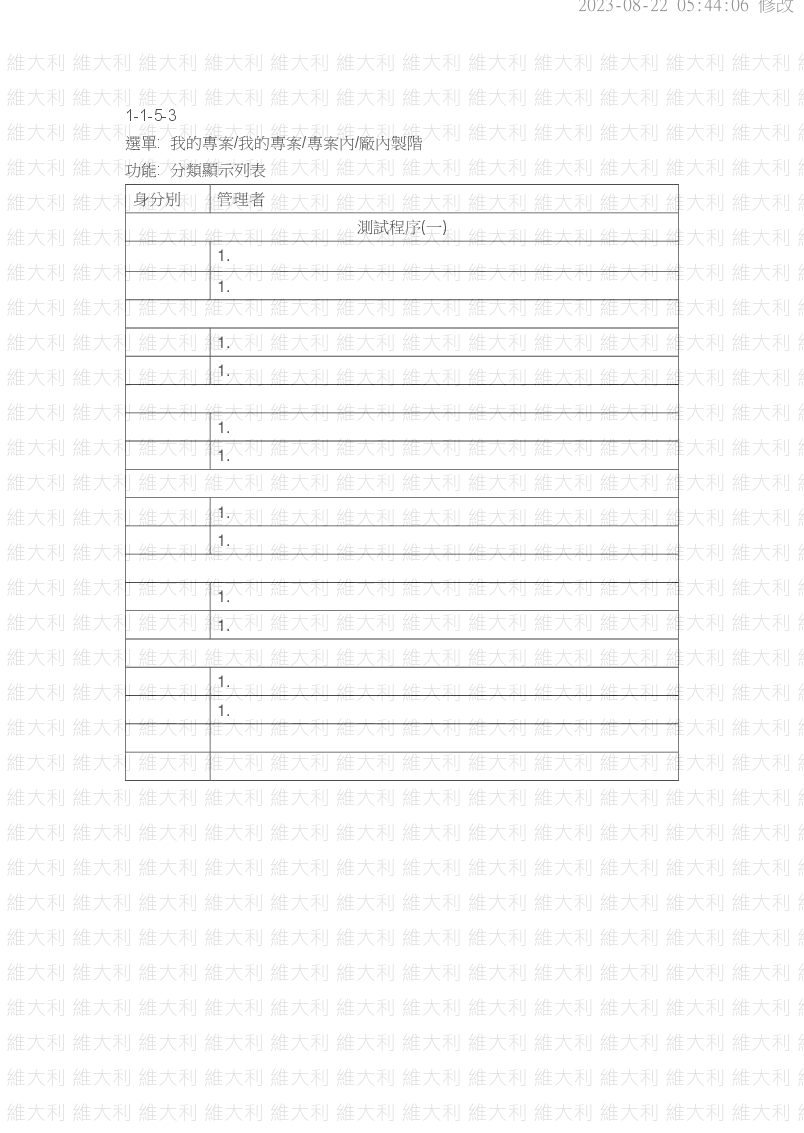 2023-08-22 05:44:06 修改
1-1-5-3
選單: 我的專案/我的專案/專案內/廠內製階
功能: 分類顯示列表
身分別 管理者
測試程序(一)
1.
1.
1.
1.
1.
1.
1.
1.
1.
1.
1.
1.
維大利 維大利 維大利 維大利 維大利 維大利 維大利 維大利 維大利 維大利 維大利 維大利